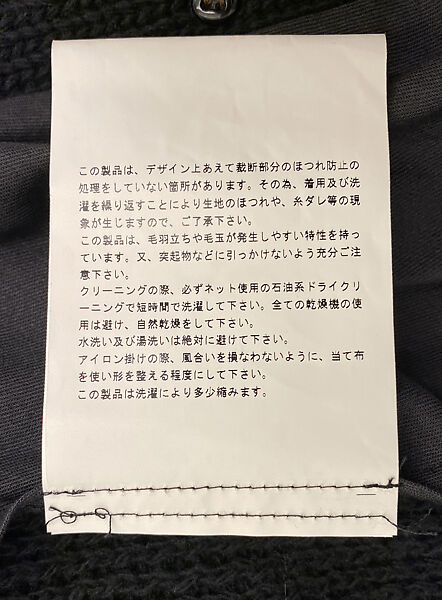 この製品は、デザイン上あえて裁断部分のほつれ防止の
処理をしていない箇所があります。その為、着用及び洗
濯を繰り返すことにより生地のほつれや、糸ダレ等の現
象が生じますので、ご了承下さい。
この製品は、毛羽立ちや毛玉が発生しやすい特性を持っ
ています。又、突起物などに引っかけないよう充分ご注
意下さい。
クリーニングの際、必ずネット使用の石油系ドライクリ
ーニングで短時間で洗濯して下さい。全ての乾燥機の使
用は避け、自然乾燥をして下さい。
水洗い及び湯洗いは絶対に避けて下さい。
アイロン掛けの際、風合いを損なわないように、当て布
を使い形を整える程度にして下さい。
この製品は洗濯により多少縮みます。